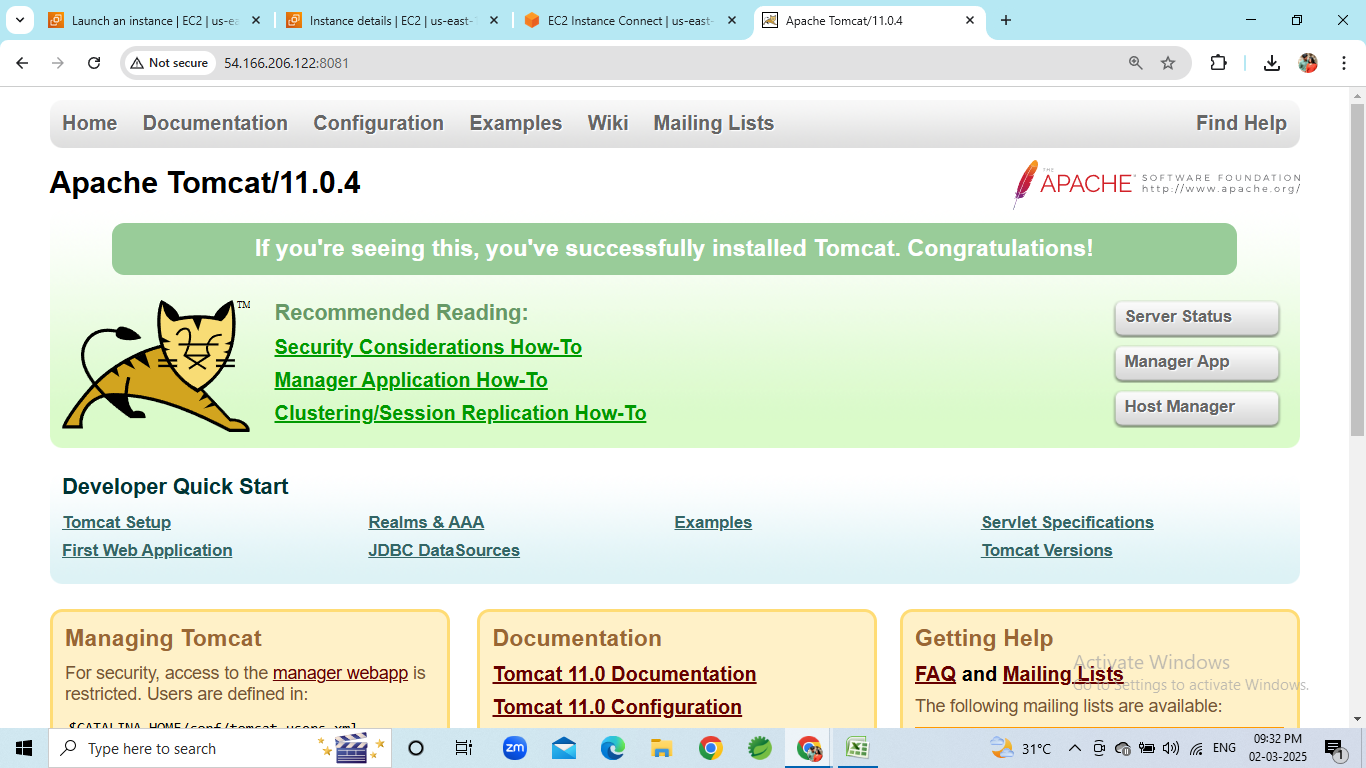 Launch an instance | EC2 | us-ea
Instance details | EC2 | us-east-
EC2 Instance Connect | us-east-
Apache Tomcat/11.0.4
Not secure
54.166.206.122:8081
Home Documentation Configuration Examples Wiki Mailing Lists Find Help
Apache Tomcat/11.0.4
THE APACHE® SOFTWARE FOUNDATION
http://www.apache.org/
If you're seeing this, you've successfully installed Tomcat. Congratulations!
TM
Recommended Reading:
Security Considerations How-To
Manager Application How-To
Clustering/Session Replication How-To
Server Status
Manager App
Host Manager
Developer Quick Start
Tomcat Setup
First Web Application
Realms & AAA
JDBC DataSources
Examples
Servlet Specifications
Tomcat Versions
Managing Tomcat
For security, access to the manager webapp is
restricted. Users are defined in:
$CATALINA_HOME/conf/tomcat-users.xml
Documentation
Tomcat 11.0 Documentation
Tomcat 11.0 Configuration
Getting Help
FAQ and Mailing Lists
The following mailing lists are available:
Activate Windows
Go to Settings to activate Windows.
Type here to search
zm
31°C
ENG
09:32 PM
02-03-2025
1